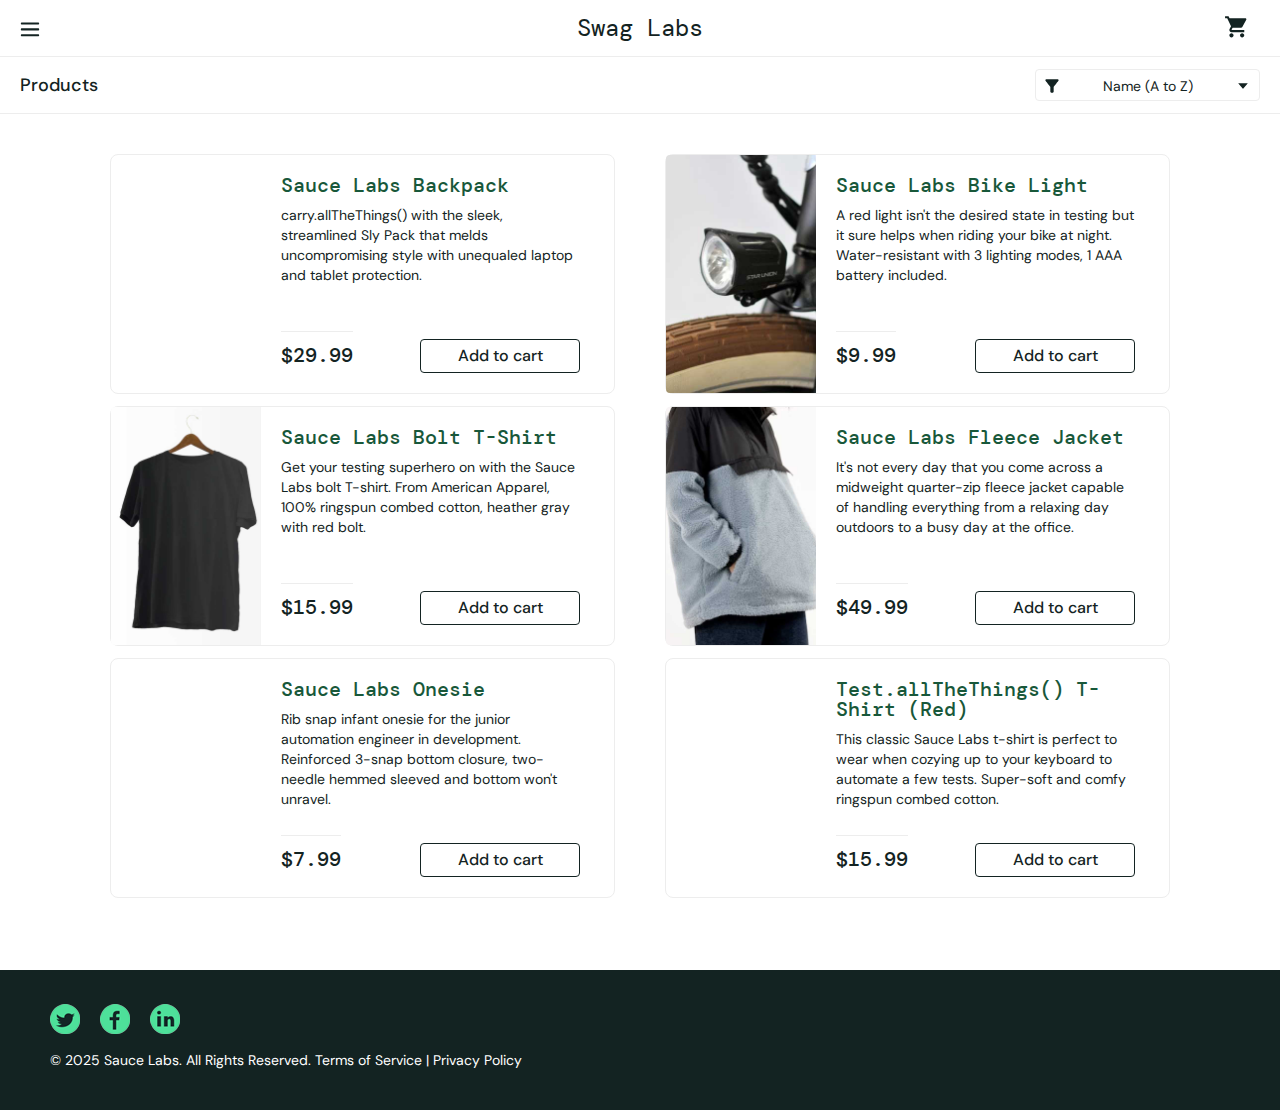 Swag Labs
Products
Name (A to Z)
Sauce Labs Backpack
carry.allTheThings() with the sleek,
streamlined Sly Pack that melds
uncompromising style with unequaled laptop
and tablet protection.
$29.99
Add to cart
Sauce Labs Bike Light
A red light isn't the desired state in testing but
it sure helps when riding your bike at night.
Water-resistant with 3 lighting modes, 1 AAA
battery included.
$9.99
Add to cart
Sauce Labs Bolt T-Shirt
Get your testing superhero on with the Sauce
Labs bolt T-shirt. From American Apparel,
100% ringspun combed cotton, heather gray
with red bolt.
$15.99
Add to cart
Sauce Labs Fleece Jacket
It's not every day that you come across a
midweight quarter-zip fleece jacket capable
of handling everything from a relaxing day
outdoors to a busy day at the office.
$49.99
Add to cart
Sauce Labs Onesie
Rib snap infant onesie for the junior
automation engineer in development.
Reinforced 3-snap bottom closure, two-
needle hemmed sleeved and bottom won't
unravel.
$7.99
Add to cart
Test.allTheThings() T-
Shirt (Red)
This classic Sauce Labs t-shirt is perfect to
wear when cozying up to your keyboard to
automate a few tests. Super-soft and comfy
ringspun combed cotton.
$15.99
Add to cart
© 2025 Sauce Labs. All Rights Reserved. Terms of Service | Privacy Policy